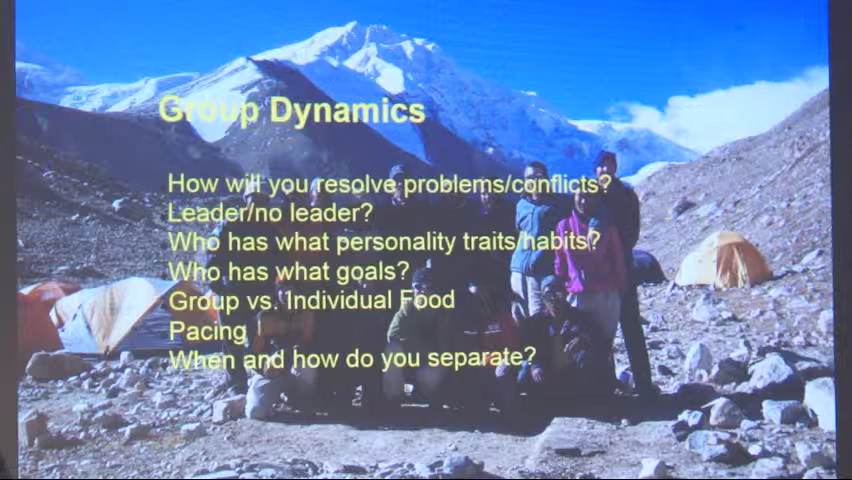 Group Dynamics
How will you resolve problems/conflicts?
Leader/no leader?
Who has what personality traits/habits?
Who has what goals?
Group vs. Individual Food
Pacing
When and how do you separate?